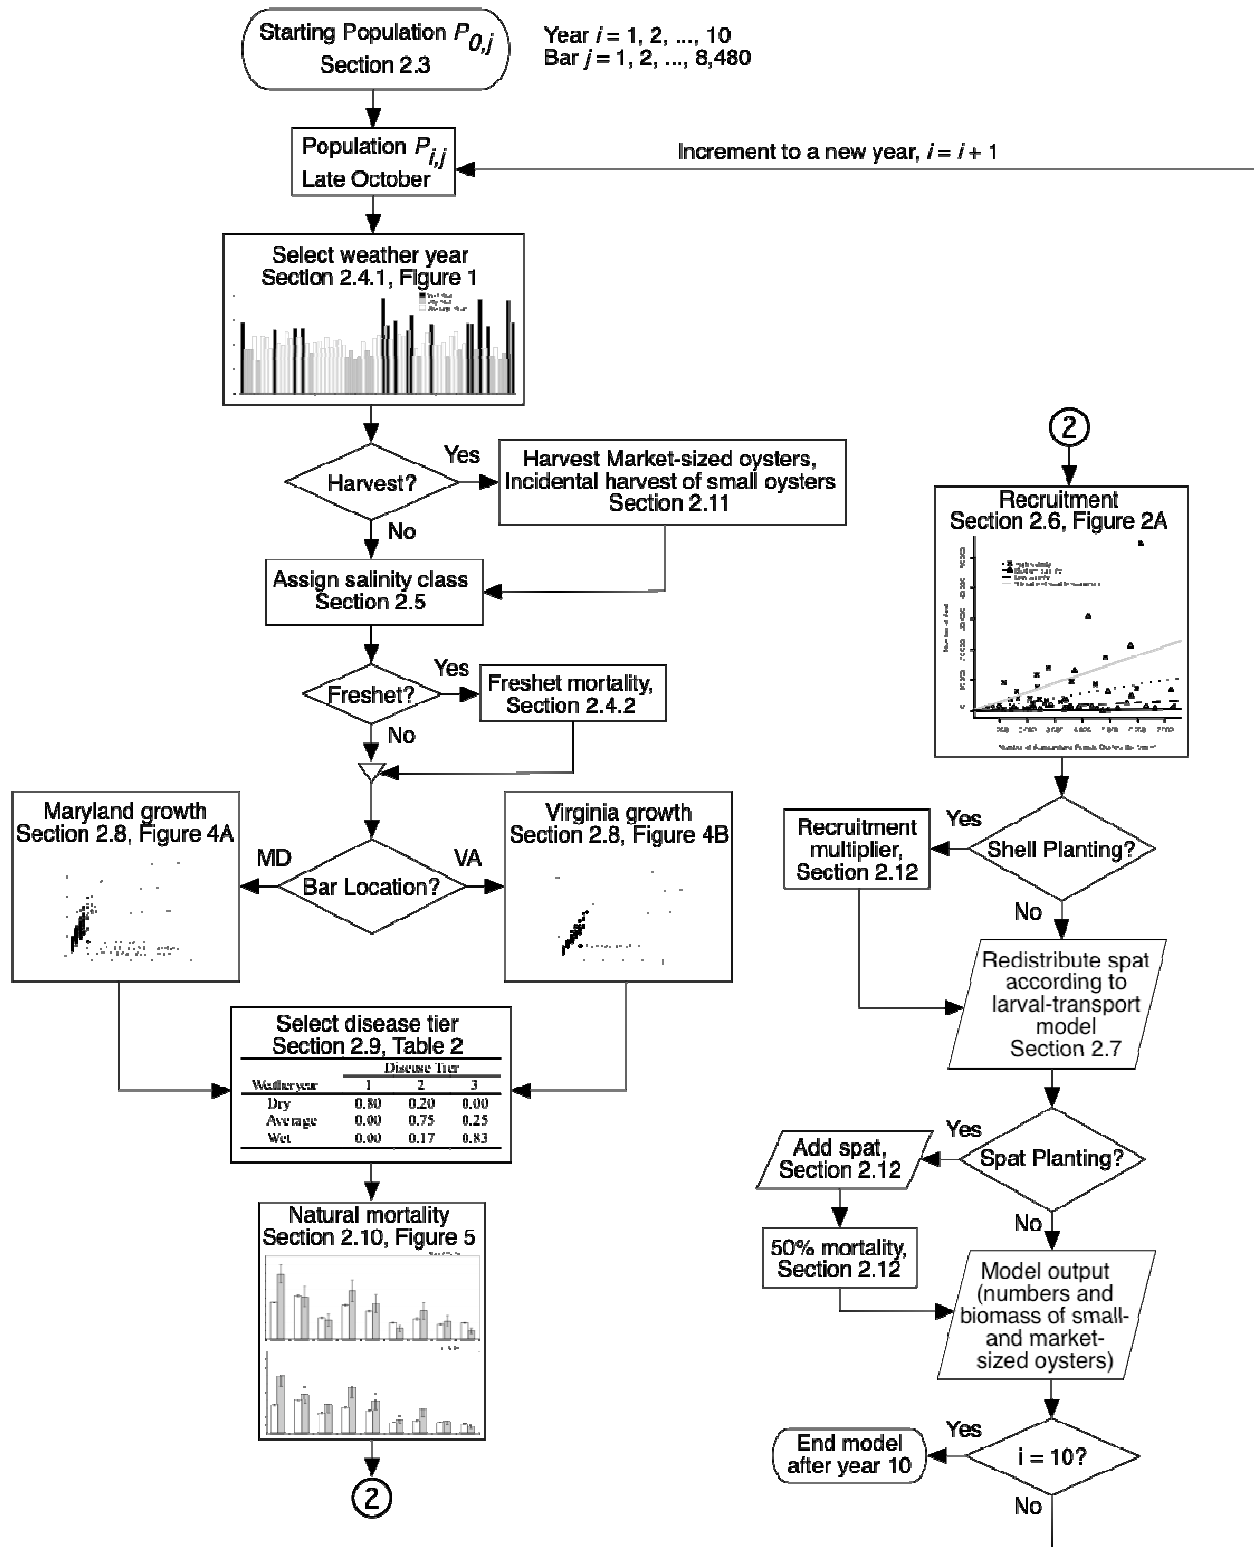 Starting Population P0,j
Section 2.3
Year i = 1, 2, ..., 10
Bar j = 1, 2, ..., 8,480
Population Pi,j
Late October
Increment to a new year, i = i + 1
Select weather year
Section 2.4.1, Figure 1
Harvest?
Yes
No
Harvest Market-sized oysters,
Incidental harvest of small oysters
Section 2.11
Assign salinity class
Section 2.5
Freshet?
Yes
No
Freshet mortality,
Section 2.4.2
Maryland growth
Section 2.8, Figure 4A
MD
Bar Location?
VA
Virginia growth
Section 2.8, Figure 4B
Select disease tier
Section 2.9, Table 2
Disease Tier
Weather year 1 2 3
Dry 0.80 0.20 0.00
Average 0.00 0.75 0.25
Wet 0.00 0.17 0.83
Natural mortality
Section 2.10, Figure 5
2
2
Recruitment
Section 2.6, Figure 2A
Shell Planting?
Yes
No
Recruitment
multiplier,
Section 2.12
Redistribute spat
according to
larval-transport
model
Section 2.7
Spat Planting?
Yes
No
Add spat,
Section 2.12
50% mortality,
Section 2.12
Model output
(numbers and
biomass of small-
and market-
sized oysters)
i = 10?
Yes
No
End model
after year 10